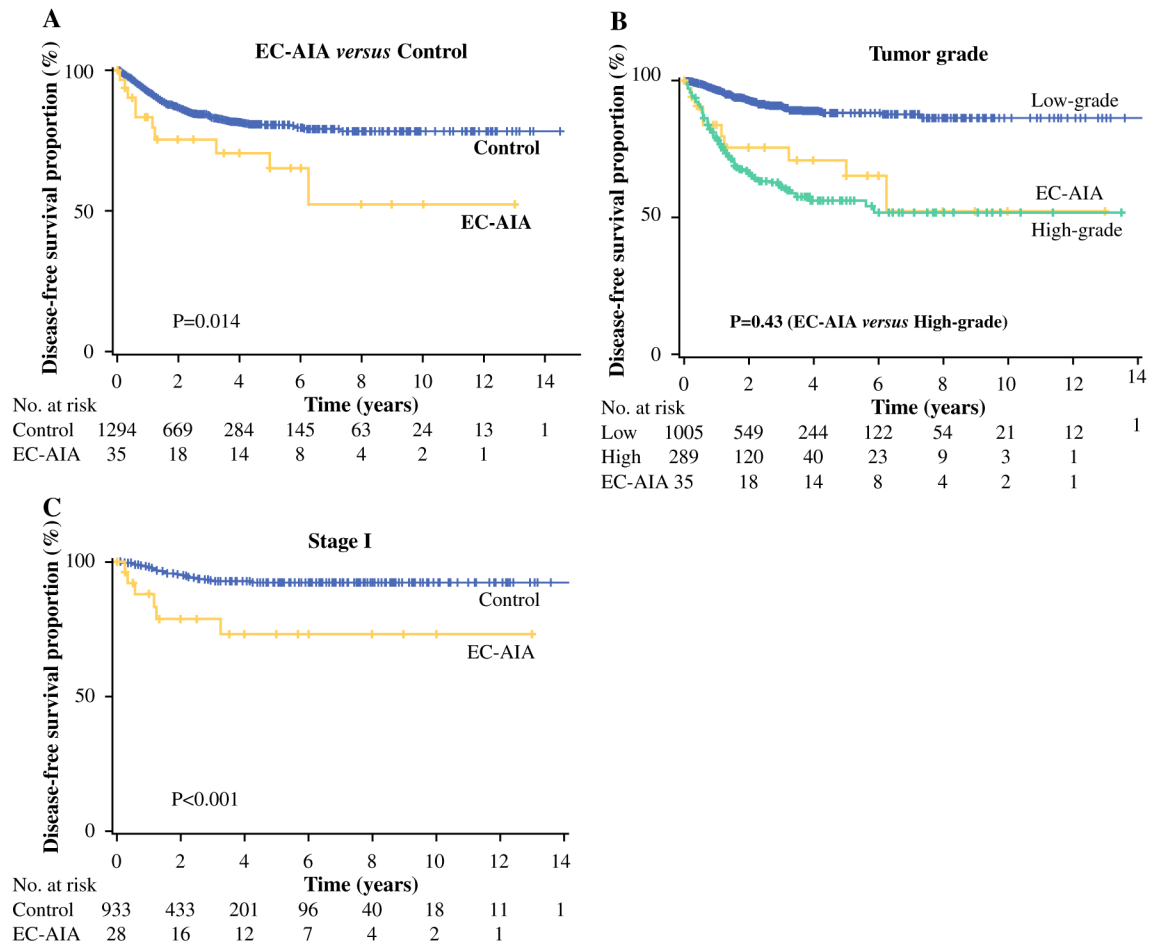 A
EC-AIA versus Control
Disease-free survival proportion (%)
100
50
0
Control
EC-AIA
P=0.014
0 2 4 6 8 10 12 14
No. at risk
Time (years)
Control 1294 669 284 145 63 24 13 1
EC-AIA 35 18 14 8 4 2 1
B
Tumor grade
Disease-free survival proportion (%)
100
50
0
Low-grade
EC-AIA
High-grade
P=0.43 (EC-AIA versus High-grade)
0 2 4 6 8 10 12 14
No. at risk
Time (years)
Low 1005 549 244 122 54 21 12 1
High 289 120 40 23 9 3 1
EC-AIA 35 18 14 8 4 2 1
C
Stage I
Disease-free survival proportion (%)
100
50
0
Control
EC-AIA
P<0.001
0 2 4 6 8 10 12 14
No. at risk
Time (years)
Control 933 433 201 96 40 18 11 1
EC-AIA 28 16 12 7 4 2 1